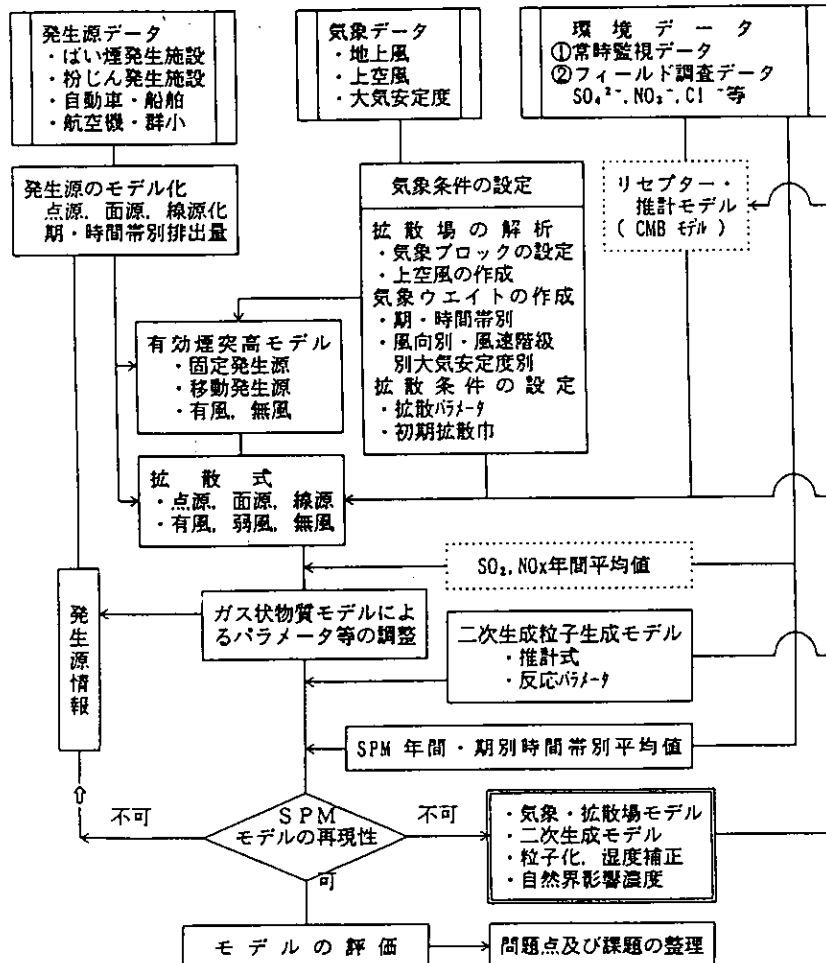 発生源データ
・ばい煙発生施設
・粉じん発生施設
・自動車・船舶
・航空機・群小
気象データ
・地上風
・上空風
・大気安定度
環境データ
①常時監視データ
②フィールド調査データ
SO₄²⁻, NO₃⁻, Cl⁻等
発生源のモデル化
点源, 面源, 線源化
期・時間帯別排出量
気象条件の設定
拡散場の解析
・気象ブロックの設定
・上空風の作成
気象ウエイトの作成
・期・時間帯別
・風向別・風速階級
別大気安定度別
拡散条件の設定
・拡散パラメータ
・初期拡散巾
リセプター・
推計モデル
(CMB モデル)
有効煙突高モデル
・固定発生源
・移動発生源
・有風, 無風
拡散式
・点源, 面源, 線源
・有風, 弱風, 無風
SO₂, NOx年間平均値
発生源情報
ガス状物質モデルによ
るパラメータ等の調整
二次生成粒子生成モデル
・推計式
・反応パラメータ
SPM 年間・期別時間帯別平均値
不可
SPM
モデルの再現性
不可
可
・気象・拡散場モデル
・二次生成モデル
・粒子化, 湿度補正
・自然界影響濃度
モデルの評価
問題点及び課題の整理